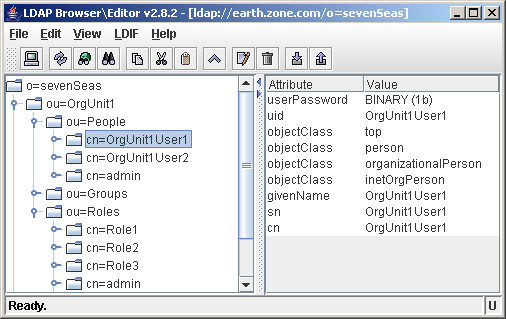 LDAP Browser\Editor v2.8.2 - [ldap://earth.zone.com/o=sevenSeas]
File Edit View LDIF Help
o=sevenSeas
ou=OrgUnit1
ou=People
cn=OrgUnit1User1
cn=OrgUnit1User2
cn=admin
ou=Groups
ou=Roles
cn=Role1
cn=Role2
cn=Role3
cn=admin
Attribute Value
userPassword BINARY (1b)
uid OrgUnit1User1
objectClass top
objectClass person
objectClass organizationalPerson
objectClass inetOrgPerson
givenName OrgUnit1User1
sn OrgUnit1User1
cn OrgUnit1User1
Ready. U